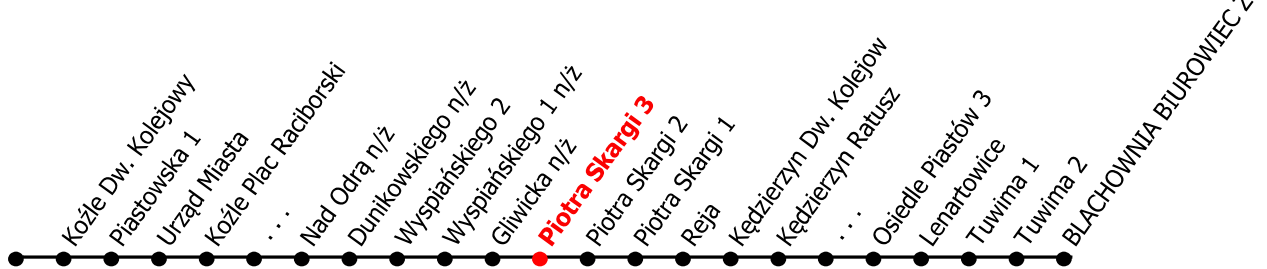 Koźle Dw. Kolejowy
Piastowska 1
Urząd Miasta
Koźle Plac Raciborski
...
Nad Odrą n/ż
Dunikowskiego n/ż
Wyspiańskiego 2
Wyspiańskiego 1 n/ż
Gliwicka n/ż
Piotra Skargi 3
Piotra Skargi 2
Piotra Skargi 1
Reja
Kędzierzyn Dw. Kolejow
Kędzierzyn Ratusz
...
Osiedle Piastów 3
Lenartowice
Tuwima 1
Tuwima 2
BLACHOWNIA BIUROWIEC 2